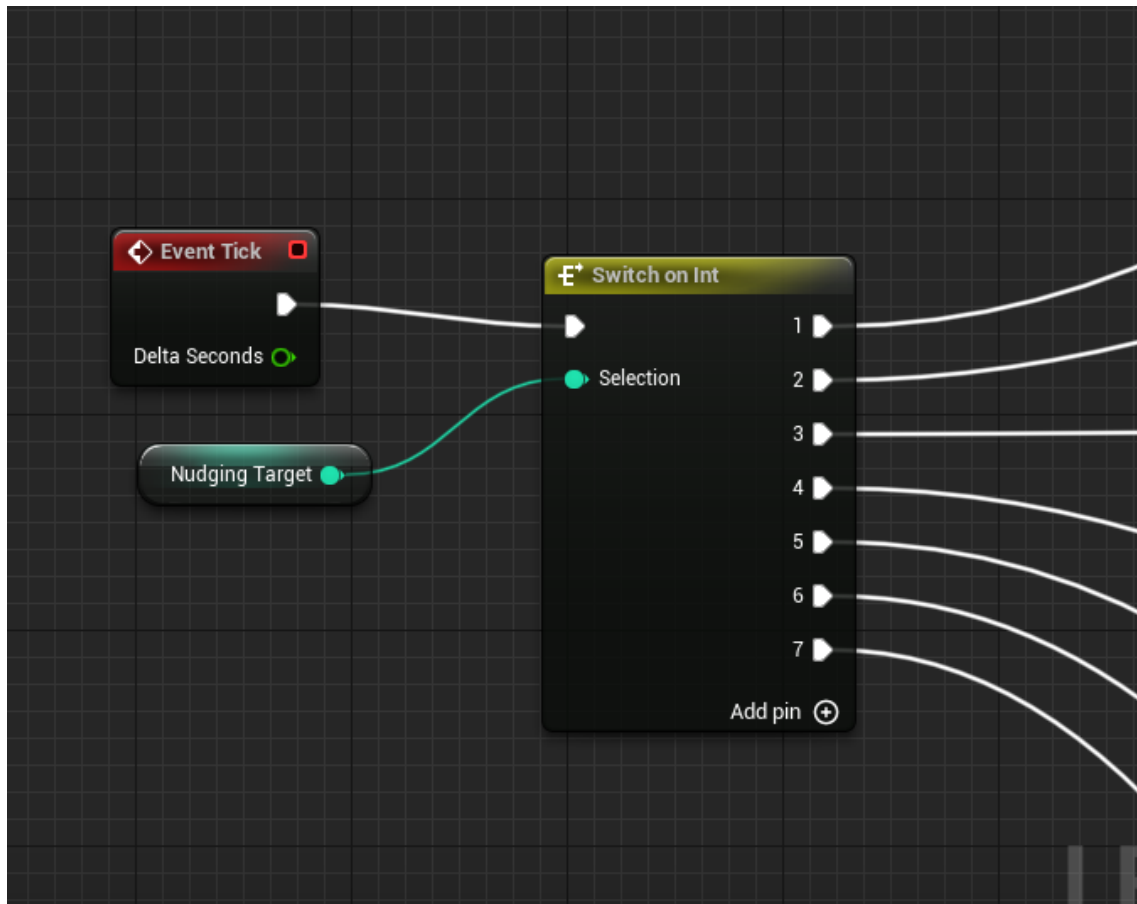 Event Tick
Delta Seconds
Nudging Target
Switch on Int
1
Selection
2
3
4
5
6
7
Add pin